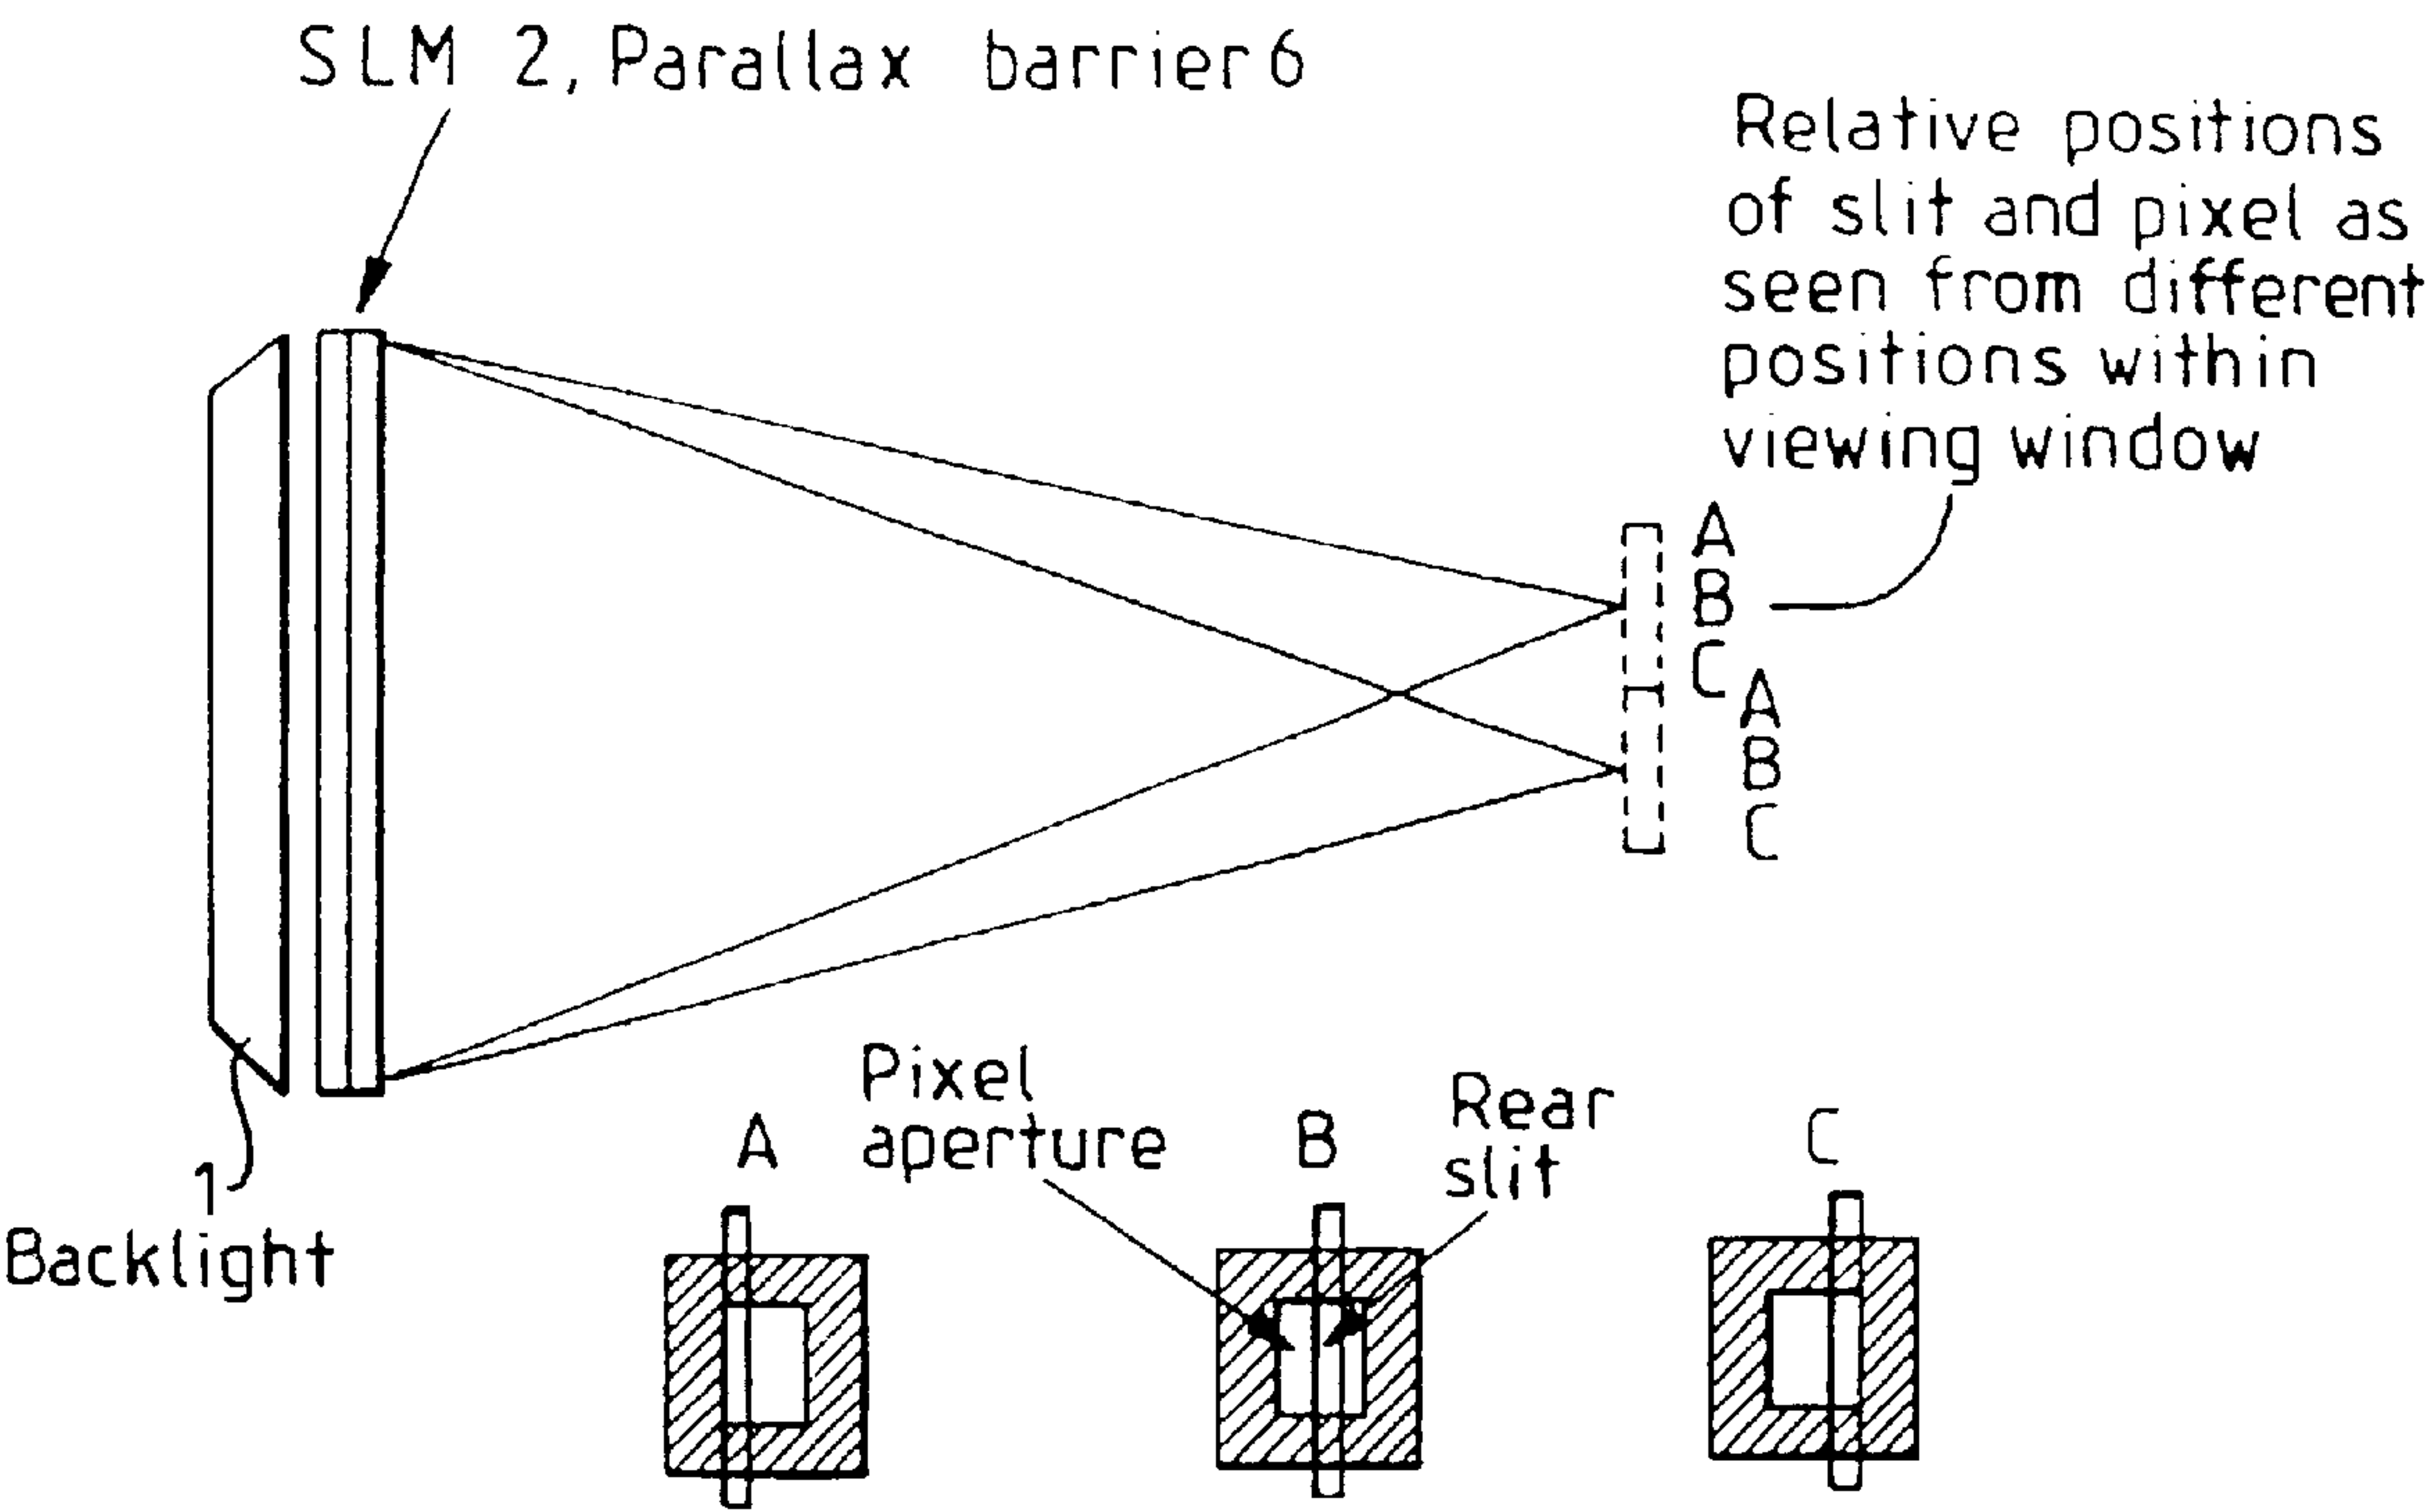 SLM 2, Parallax barrier 6
Relative positions
of slit and pixel as
seen from different
positions within
viewing window
A
B
C
A
B
C
1
Backlight
A
Pixel
aperture
B
Rear
slit
C